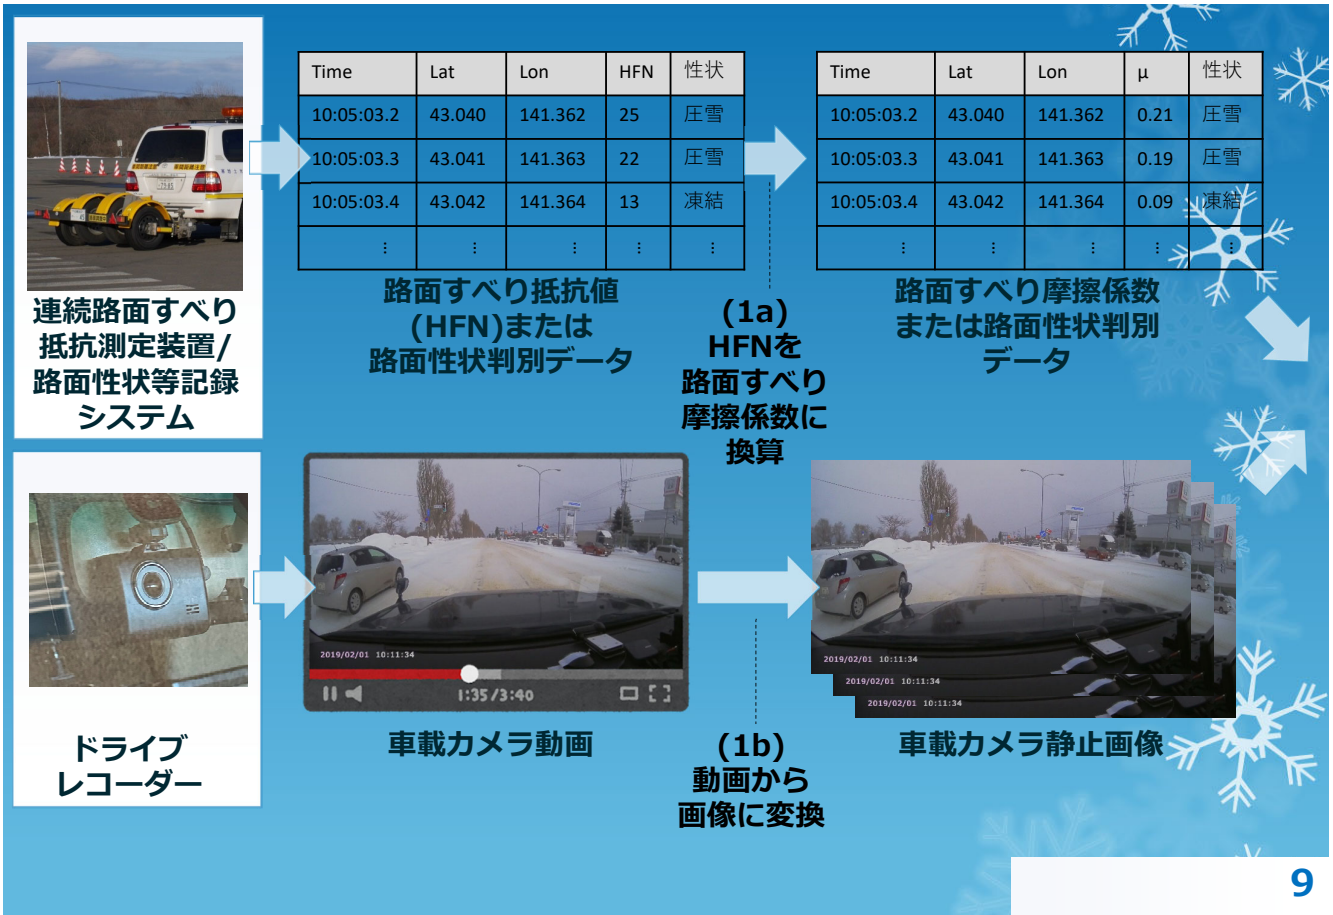 Time Lat Lon HFN 性状
10:05:03.2 43.040 141.362 25 圧雪
10:05:03.3 43.041 141.363 22 圧雪
10:05:03.4 43.042 141.364 13 凍結
⋮ ⋮ ⋮ ⋮ ⋮
Time Lat Lon μ 性状
10:05:03.2 43.040 141.362 0.21 圧雪
10:05:03.3 43.041 141.363 0.19 圧雪
10:05:03.4 43.042 141.364 0.09 凍結
⋮ ⋮ ⋮ ⋮ ⋮
連続路面すべり
抵抗測定装置/
路面性状等記録
システム
路面すべり抵抗値
(HFN)または
路面性状判別データ
(1a)
HFNを
路面すべり
摩擦係数に
換算
路面すべり摩擦係数
または路面性状判別
データ
2019/02/01 10:11:34
1:35/3:40
2019/02/01 10:11:34
2019/02/01 10:11:34
2019/02/01 10:11:34
ドライブ
レコーダー
車載カメラ動画
(1b)
動画から
画像に変換
車載カメラ静止画像
9